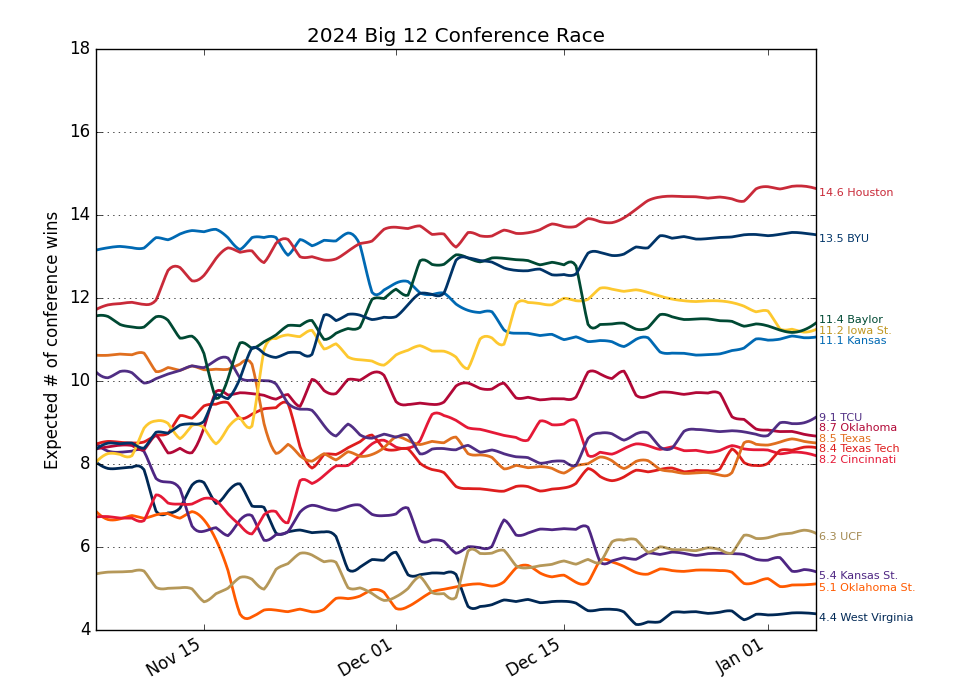 2024 Big 12 Conference Race
Expected # of conference wins
18
16
14
12
10
8
6
4
Nov 15
Dec 01
Dec 15
Jan 01
14.6 Houston
13.5 BYU
11.4 Baylor
11.2 Iowa St.
11.1 Kansas
9.1 TCU
8.7 Oklahoma
8.5 Texas
8.4 Texas Tech
8.2 Cincinnati
6.3 UCF
5.4 Kansas St.
5.1 Oklahoma St.
4.4 West Virginia